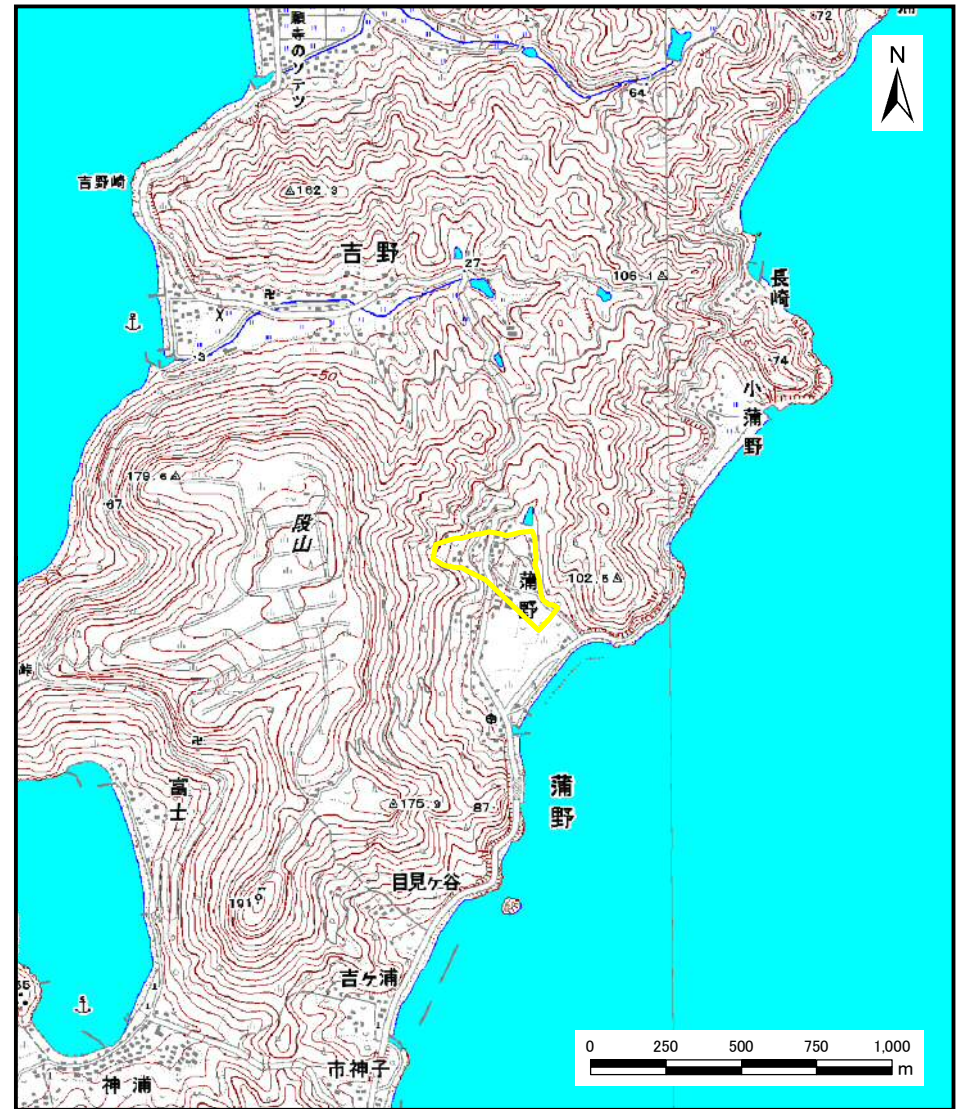 願寺のソテツ
72
N
64
吉野崎
162.3
吉野
27
106.1
長崎
3
74
50
小蒲野
179.6
67
段山
蒲野
102.5
峠
富士
175.9
87
蒲野
目見ヶ谷
191
吉ヶ浦
市神子
神浦
0 250 500 750 1,000
m